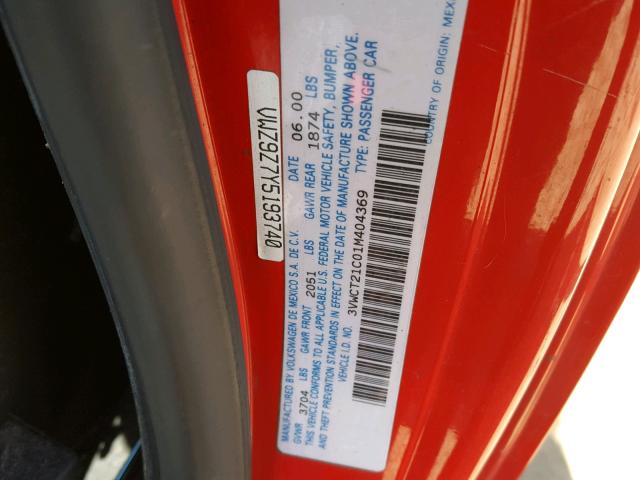 MANUFACTURED BY VOLKSWAGEN DE MEXICO S.A. DE C.V. DATE 06.00
GVWR 3704 LBS GAWR FRONT 2051 LBS GAWR REAR 1874 LBS
THIS VEHICLE CONFORMS TO ALL APPLICABLE U.S. FEDERAL MOTOR VEHICLE SAFETY, BUMPER,
AND THEFT PREVENTION STANDARDS IN EFFECT ON THE DATE OF MANUFACTURE SHOWN ABOVE.
VEHICLE I.D. NO. 3VWCT21C01M404369 TYPE: PASSENGER CAR
COUNTRY OF ORIGIN: MEX
VWZ9Z7Y5193740